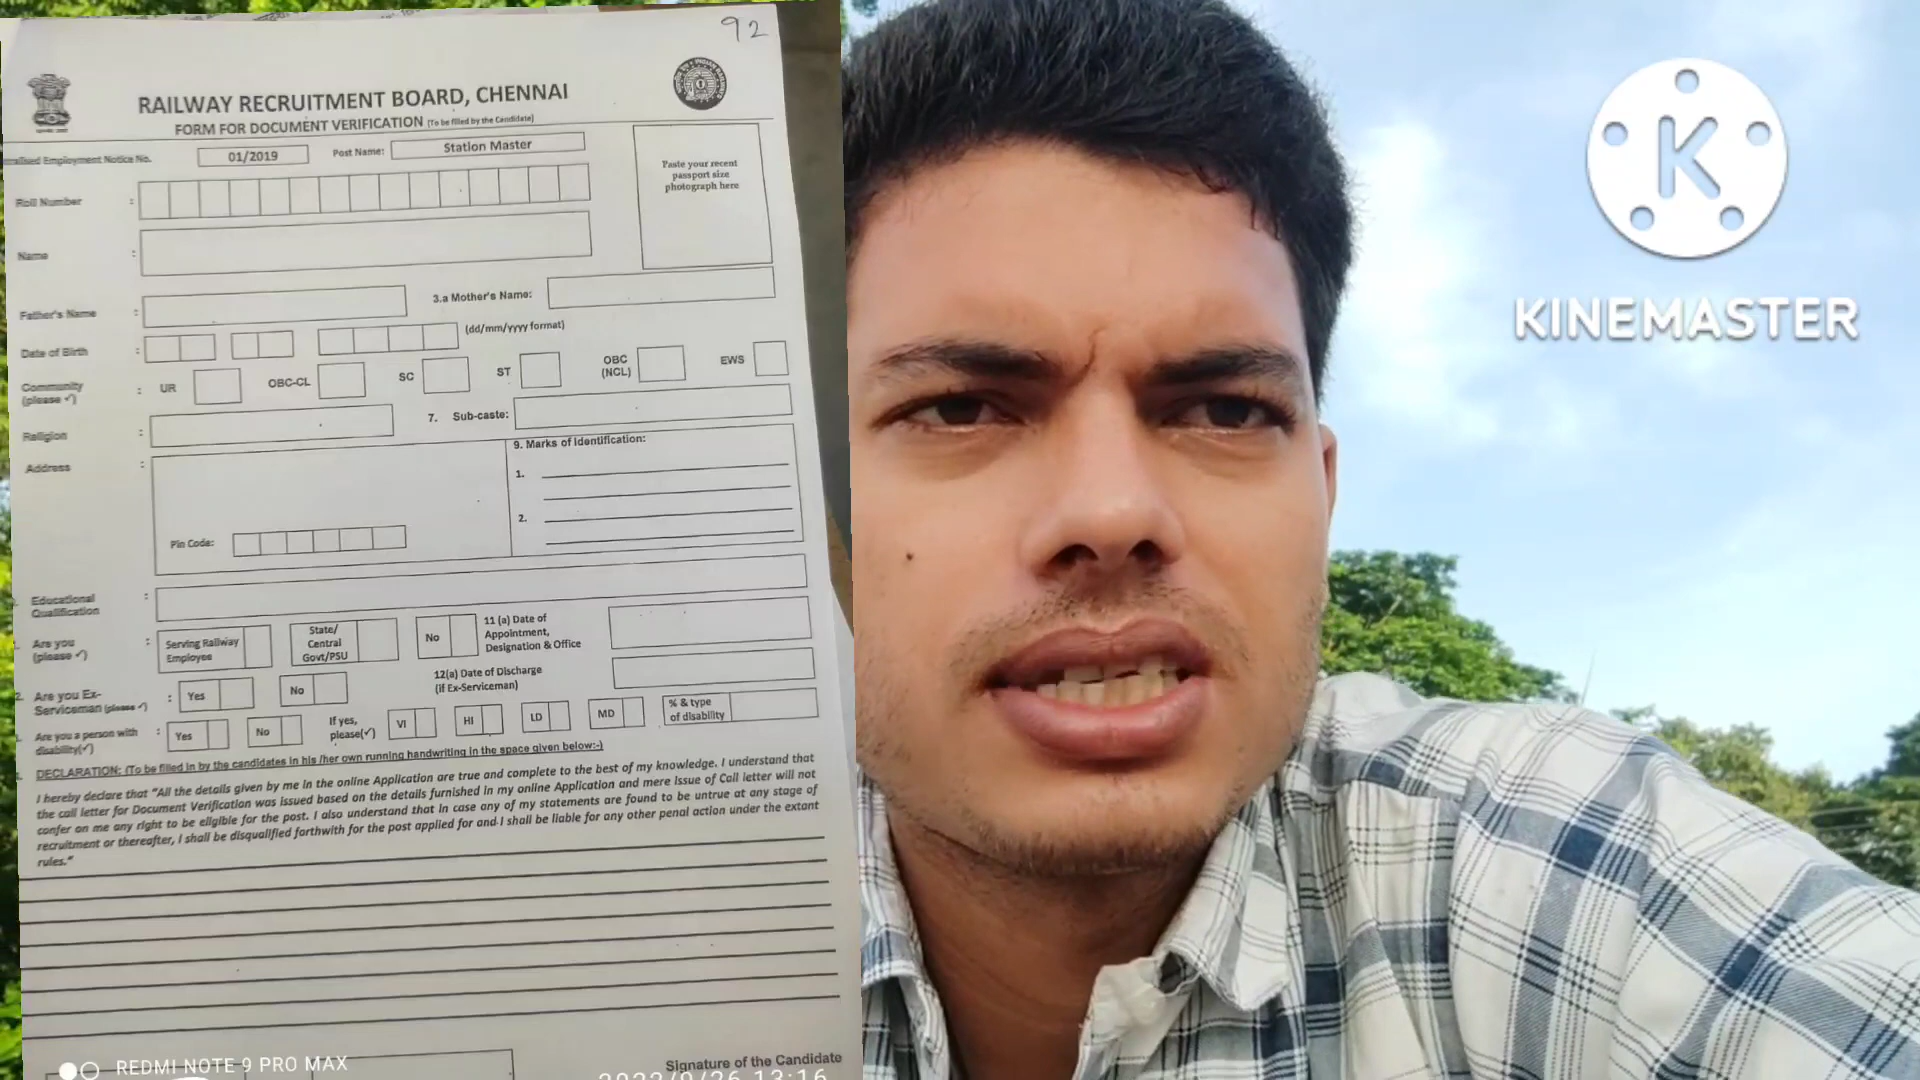 92
RAILWAY RECRUITMENT BOARD, CHENNAI
FORM FOR DOCUMENT VERIFICATION (To be filled by the Candidate)
Employment Notice No. 01/2019 Post Name: Station Master
Paste your recent
passport size
photograph here
Roll Number :
Name :
Father's Name : 3.a Mother's Name:
Date of Birth : (dd/mm/yyyy format)
Community
(please ✓) : UR OBC-CL SC ST OBC
(NCL) EWS
Religion : 7. Sub-caste:
Address : 9. Marks of Identification:
1.
2.
Pin Code:
Educational
Qualification :
Are you
(please ✓) : Serving Railway
Employee State/
Central
Govt/PSU No 11 (a) Date of
Appointment,
Designation & Office
2. Are you Ex-
Serviceman (please ✓) : Yes No 12(a) Date of Discharge
(if Ex-Serviceman)
Are you a person with
disability(✓) : Yes No If yes,
please(✓) VI HI LD MD % & type
of disability
DECLARATION: (To be filled in by the candidates in his /her own running handwriting in the space given below:-)
I hereby declare that "All the details given by me in the online Application are true and complete to the best of my knowledge. I understand that
the call letter for Document Verification was issued based on the details furnished in my online Application and mere issue of Call letter will not
confer on me any right to be eligible for the post. I also understand that in case any of my statements are found to be untrue at any stage of
recruitment or thereafter, I shall be disqualified forthwith for the post applied for and I shall be liable for any other penal action under the extant
rules."
Signature of the Candidate
REDMI NOTE 9 PRO MAX
2022/9/26 13:16
K
KINEMASTER